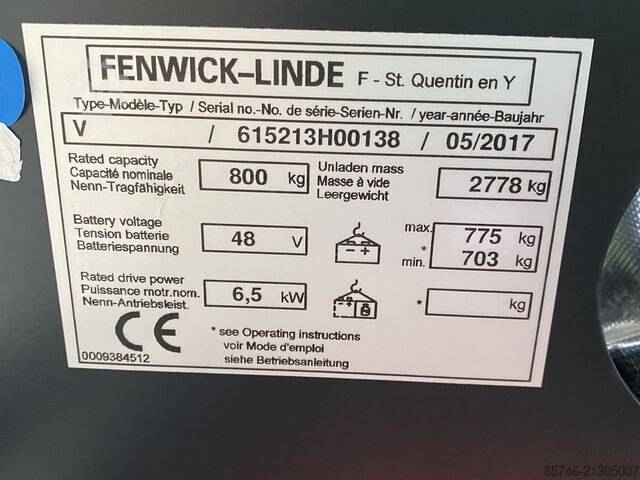 FENWICK-LINDE F - St. Quentin en Y
Type-Modèle-Typ / Serial no.-No. de série-Serien-Nr. / year-année-Baujahr
V / 615213H00138 / 05/2017
Rated capacity
Capacité nominale
Nenn-Tragfähigkeit
800 kg
Unladen mass
Masse à vide
Leergewicht
2778 kg
Battery voltage
Tension batterie
Batteriespannung
48 V
max. 775 kg
*
min. 703 kg
Rated drive power
Puissance motr.nom.
Nenn-Antriebsleist.
6,5 kW
* kg
CE
0009384512
* see Operating instructions
voir Mode d'emploi
siehe Betriebsanleitung
85746-21305007